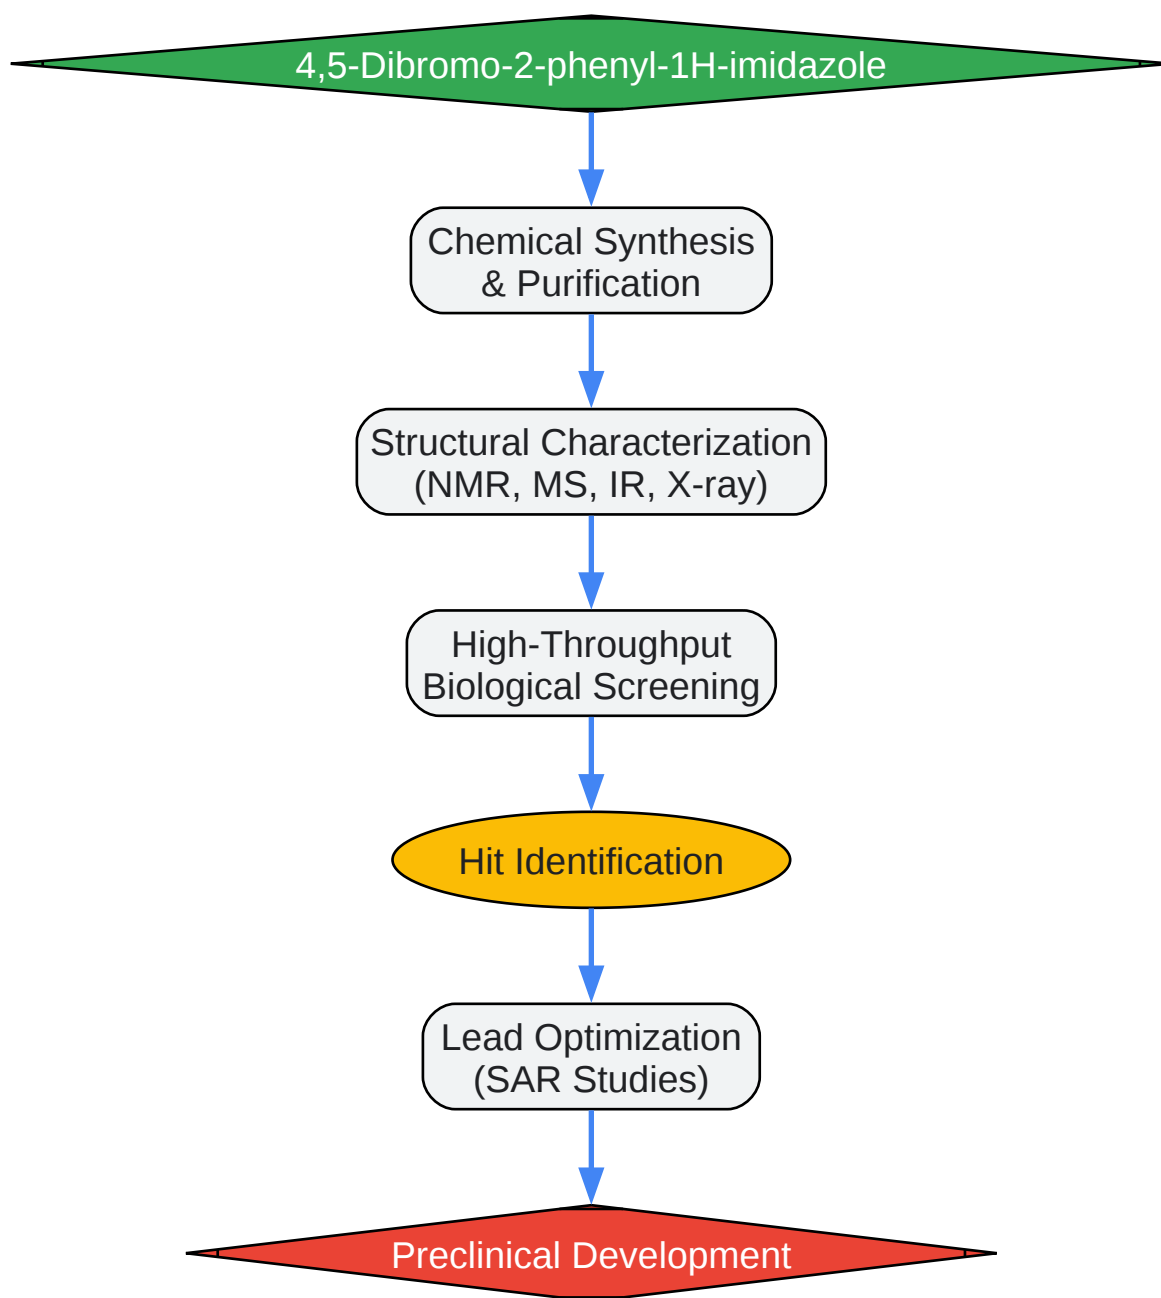 4,5-Dibromo-2-phenyl-1H-imidazole
Chemical Synthesis
& Purification
Structural Characterization
(NMR, MS, IR, X-ray)
High-Throughput
Biological Screening
Hit Identification
Lead Optimization
(SAR Studies)
Preclinical Development